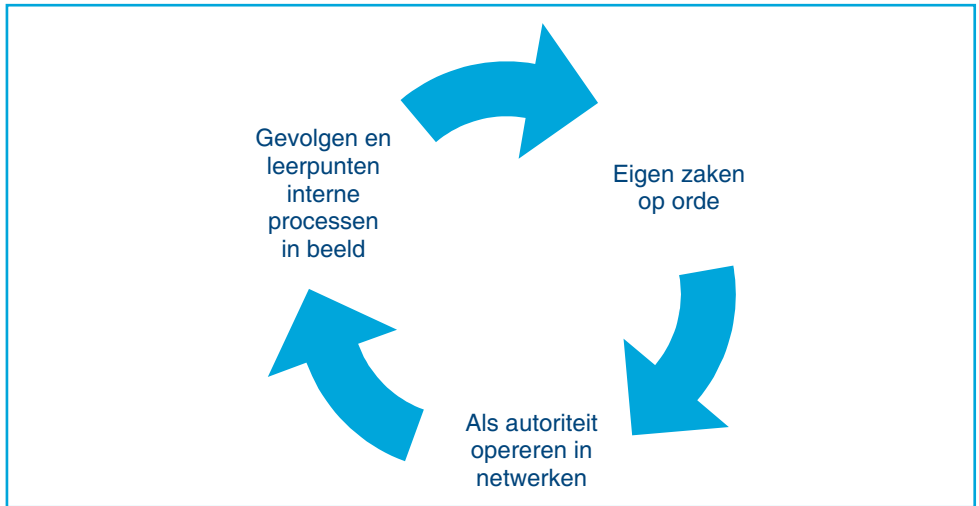 Gevolgen en
leerpunten
interne
processen
in beeld
Eigen zaken
op orde
Als autoriteit
opereren in
netwerken